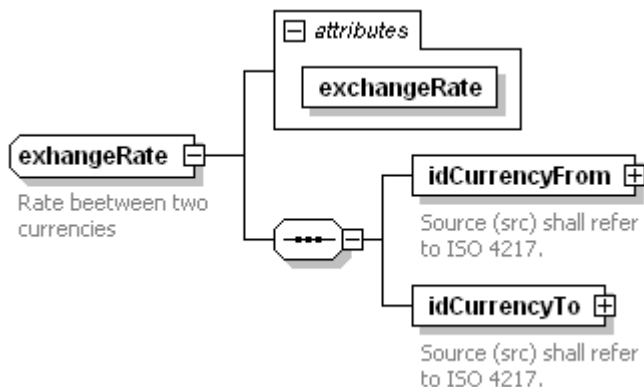 attributes
exchangeRate
exhangeRate
Rate beetween two
currencies
idCurrencyFrom
Source (src) shall refer
to ISO 4217.
idCurrencyTo
Source (src) shall refer
to ISO 4217.